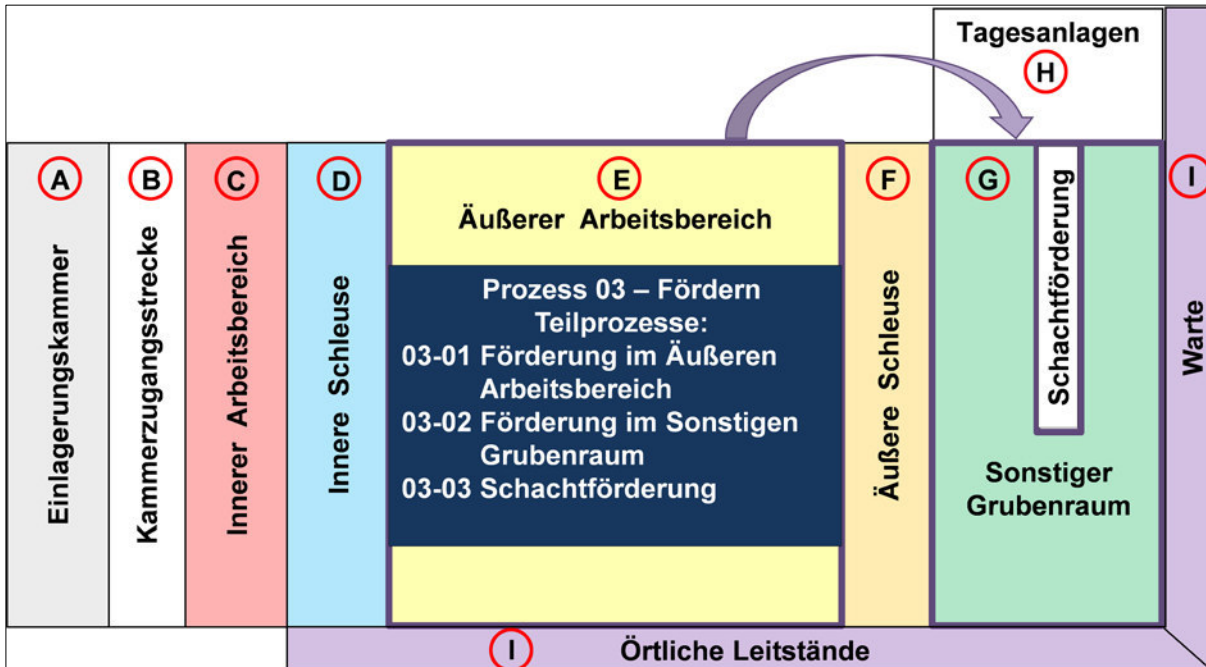 Tagesanlagen
H
A
Einlagerungskammer
B
Kammerzugangsstrecke
C
Innerer Arbeitsbereich
D
Innere Schleuse
E
Äußerer Arbeitsbereich
Prozess 03 – Fördern
Teilprozesse:
03-01 Förderung im Äußeren
Arbeitsbereich
03-02 Förderung im Sonstigen
Grubenraum
03-03 Schachtförderung
F
Äußere Schleuse
G
Schachtförderung
Sonstiger
Grubenraum
I
Warte
I
Örtliche Leitstände